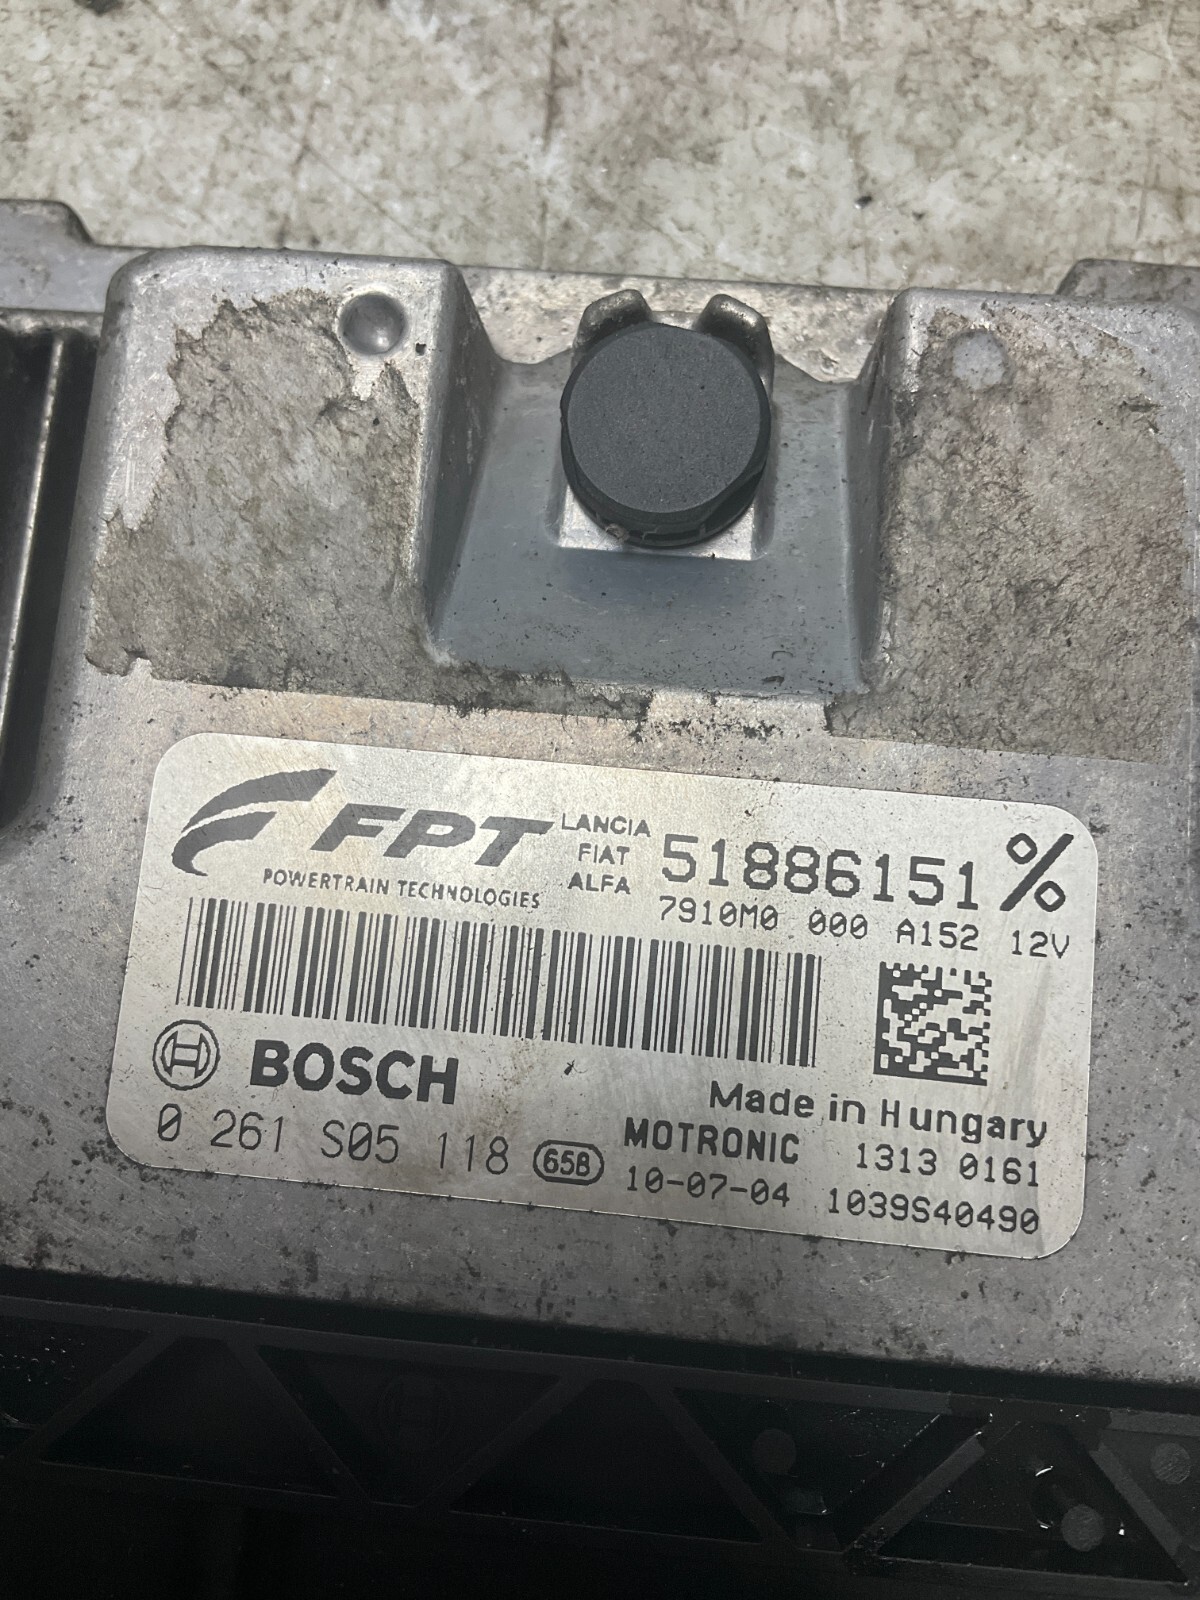 FPT
POWERTRAIN TECHNOLOGIES
LANCIA
FIAT
ALFA
51886151 %
7910M0 000 A152 12V
BOSCH
Made in Hungary
0 261 S05 118 65B
MOTRONIC 1313 0161
10-07-04 1039S40490